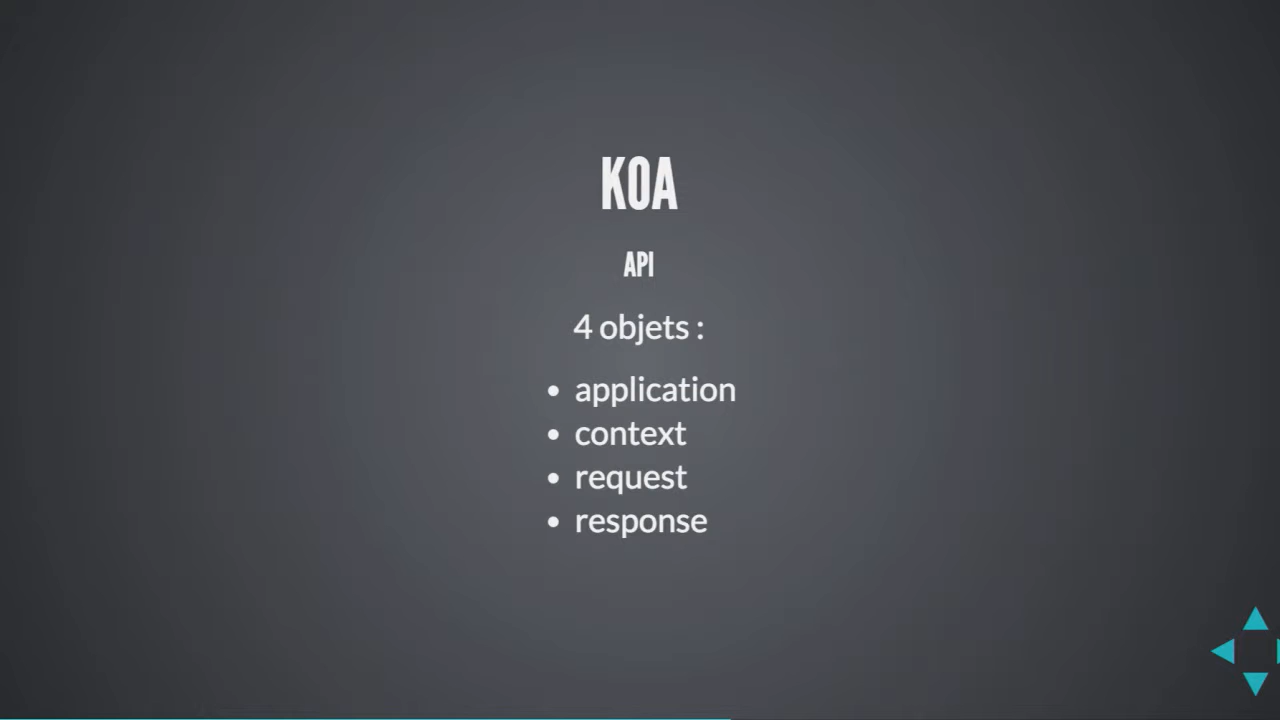 KOA
API
4 objets :
• application
• context
• request
• response